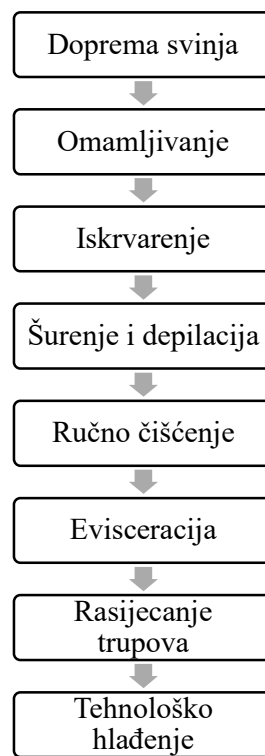 Doprema svinja
Omamljivanje
Iskrvarenje
Šurenje i depilacija
Ručno čišćenje
Evisceracija
Rasijecanje
trupova
Tehnološko
hlađenje